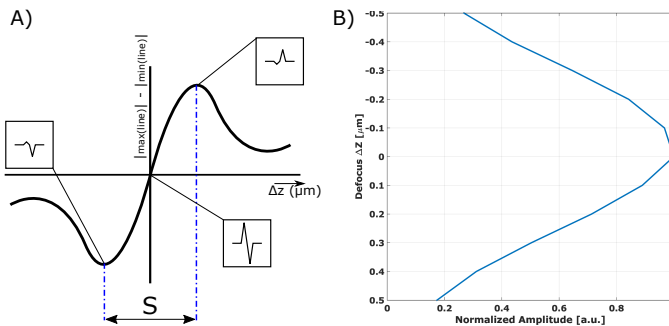 A)
|max(line)| - |min(line)|
Δz (μm)
S
B)
Defocus ΔZ [μm]
-0.5
-0.4
-0.3
-0.2
-0.1
0
0.1
0.2
0.3
0.4
0.5
0 0.2 0.4 0.6 0.8
Normalized Amplitude [a.u.]